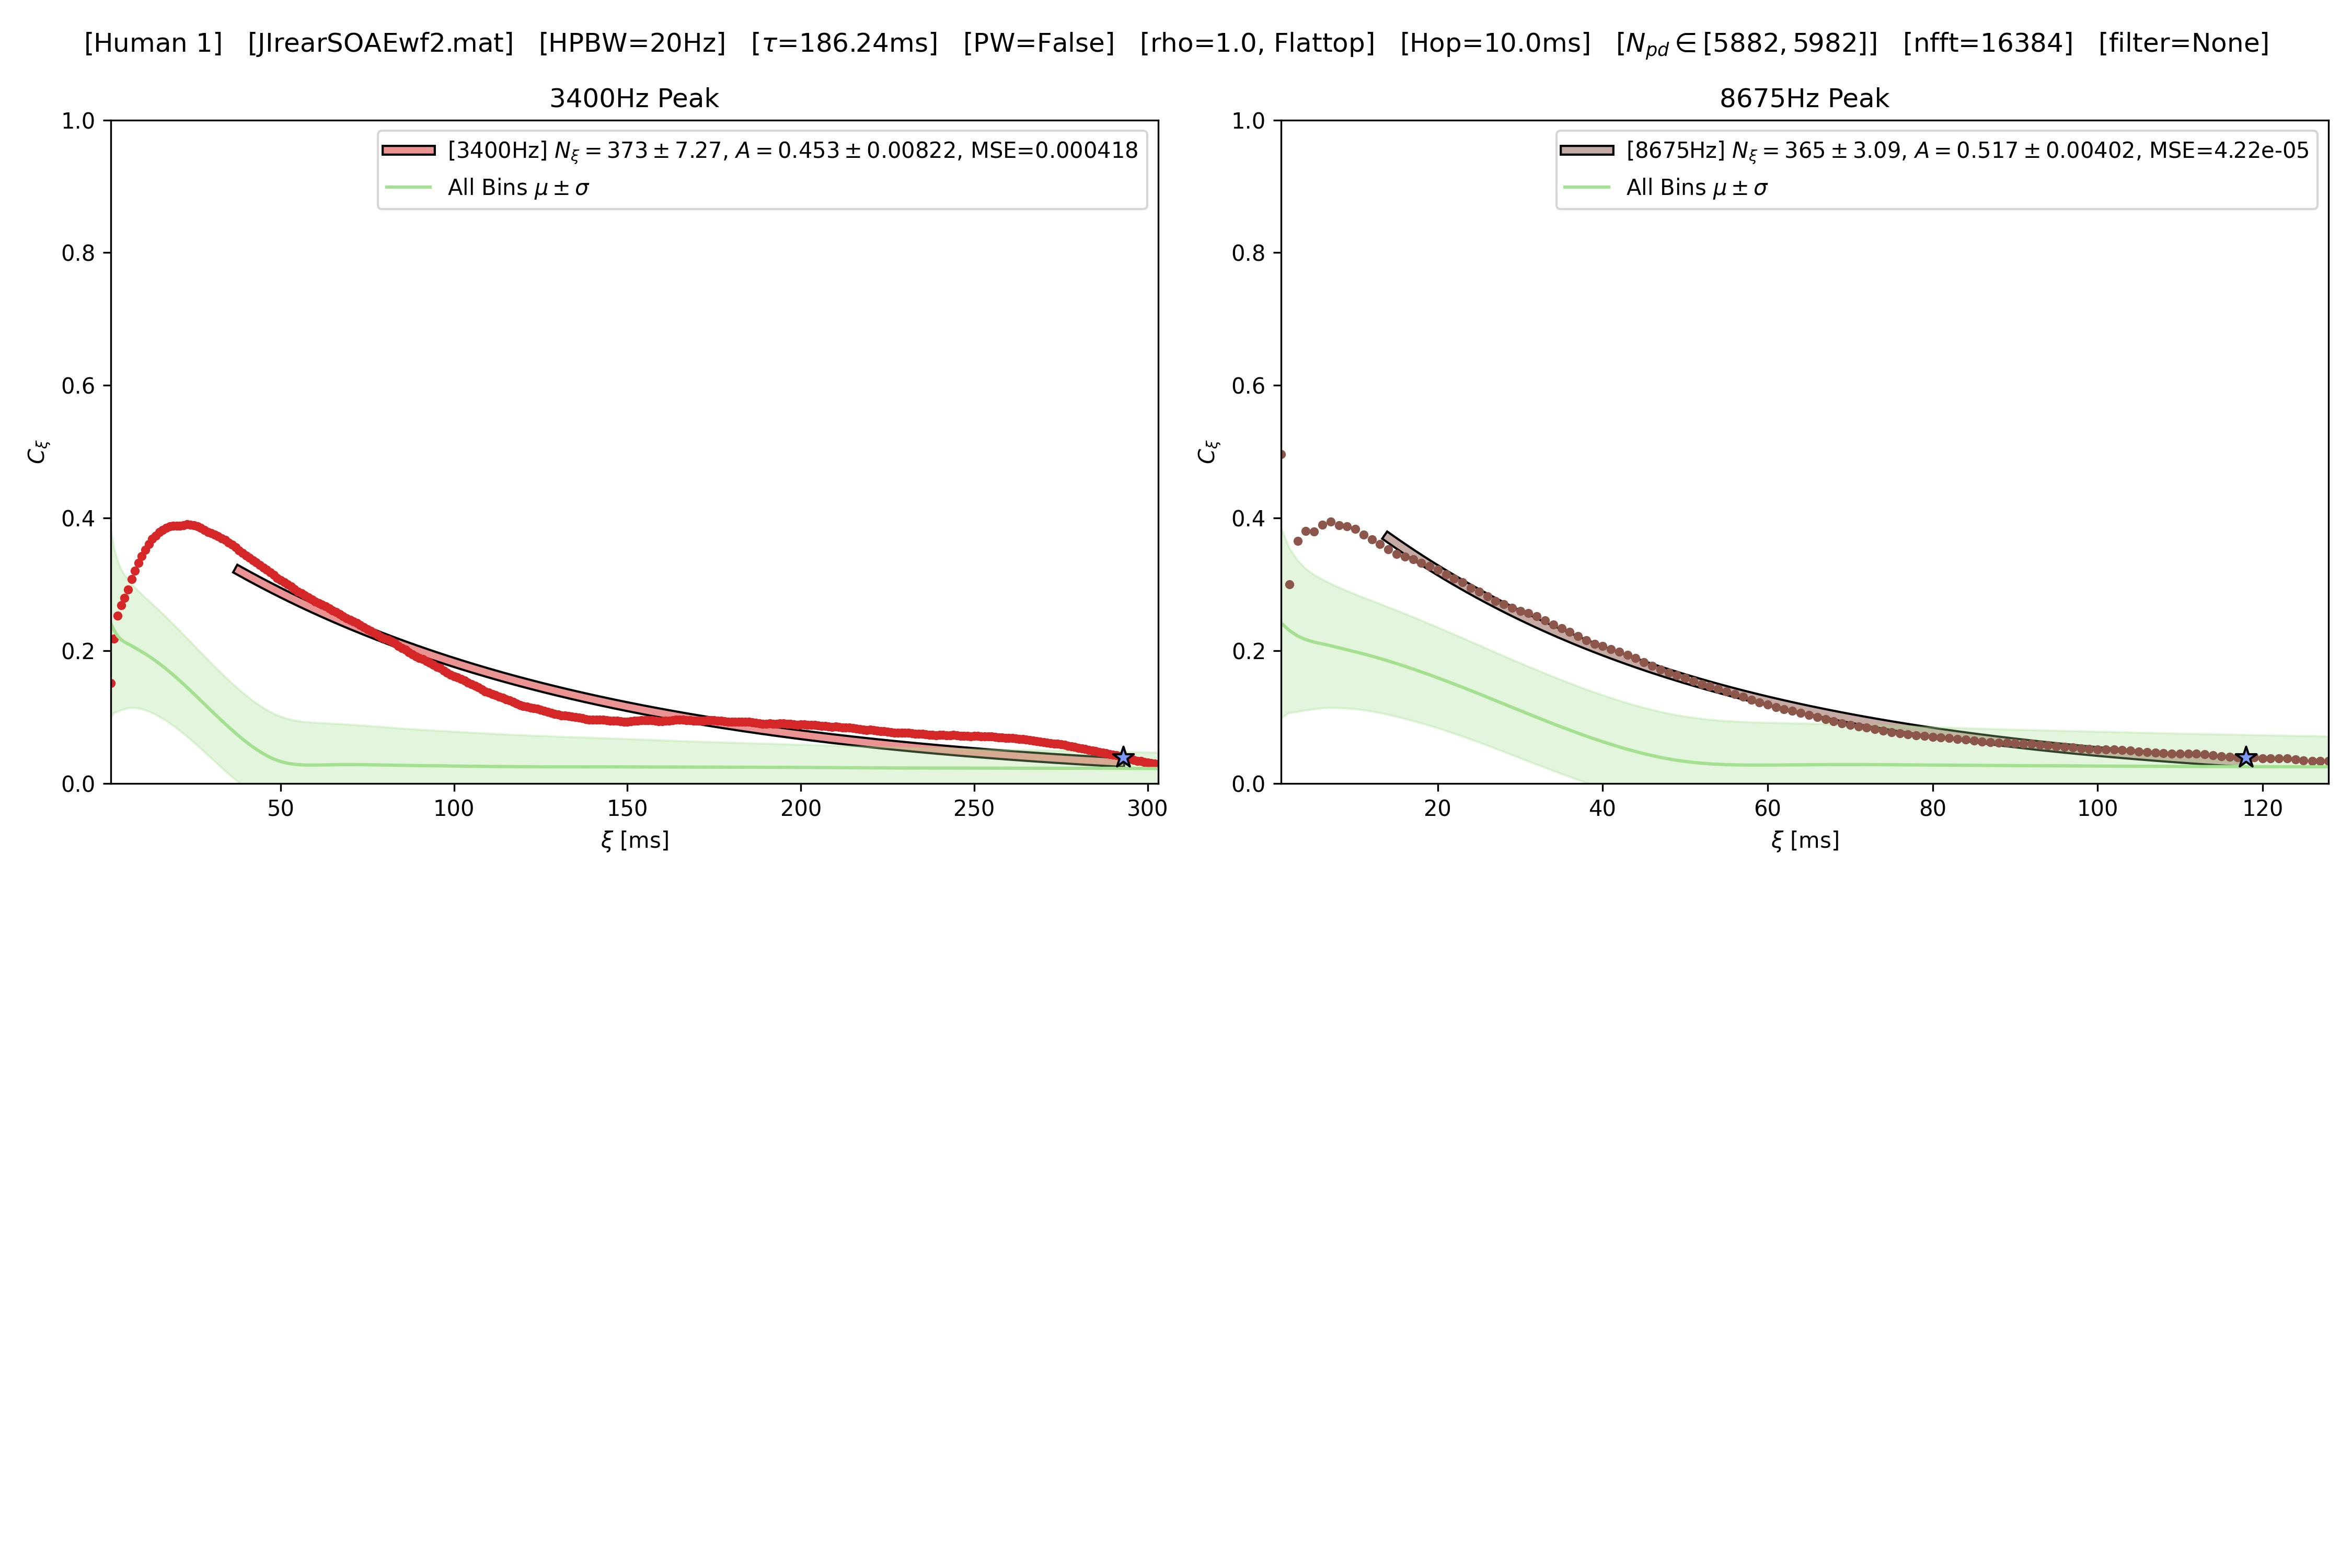 [Human 1] [JIrearSOAEwf2.mat] [HPBW=20Hz] [τ=186.24ms] [PW=False] [rho=1.0, Flattop] [Hop=10.0ms] [N_pd ∈ [5882, 5982]] [nfft=16384] [filter=None]
3400Hz Peak
[3400Hz] N_ξ = 373 ± 7.27, A = 0.453 ± 0.00822, MSE=0.000418
All Bins μ ± σ
1.0
0.8
0.6
0.4
0.2
0.0
C_ξ
50 100 150 200 250 300
ξ [ms]
8675Hz Peak
[8675Hz] N_ξ = 365 ± 3.09, A = 0.517 ± 0.00402, MSE=4.22e-05
All Bins μ ± σ
1.0
0.8
0.6
0.4
0.2
0.0
C_ξ
20 40 60 80 100 120
ξ [ms]